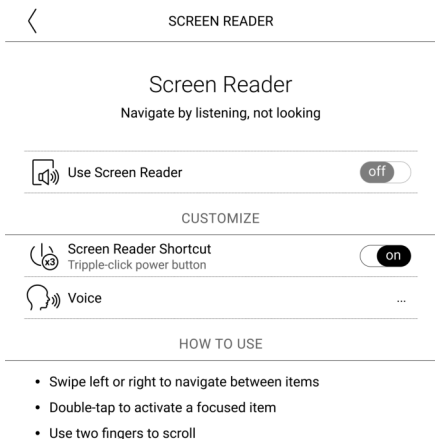 SCREEN READER
Screen Reader
Navigate by listening, not looking
Use Screen Reader
off
CUSTOMIZE
Screen Reader Shortcut
on
x3
Tripple-click power button
Voice
...
HOW TO USE
• Swipe left or right to navigate between items
• Double-tap to activate a focused item
• Use two fingers to scroll